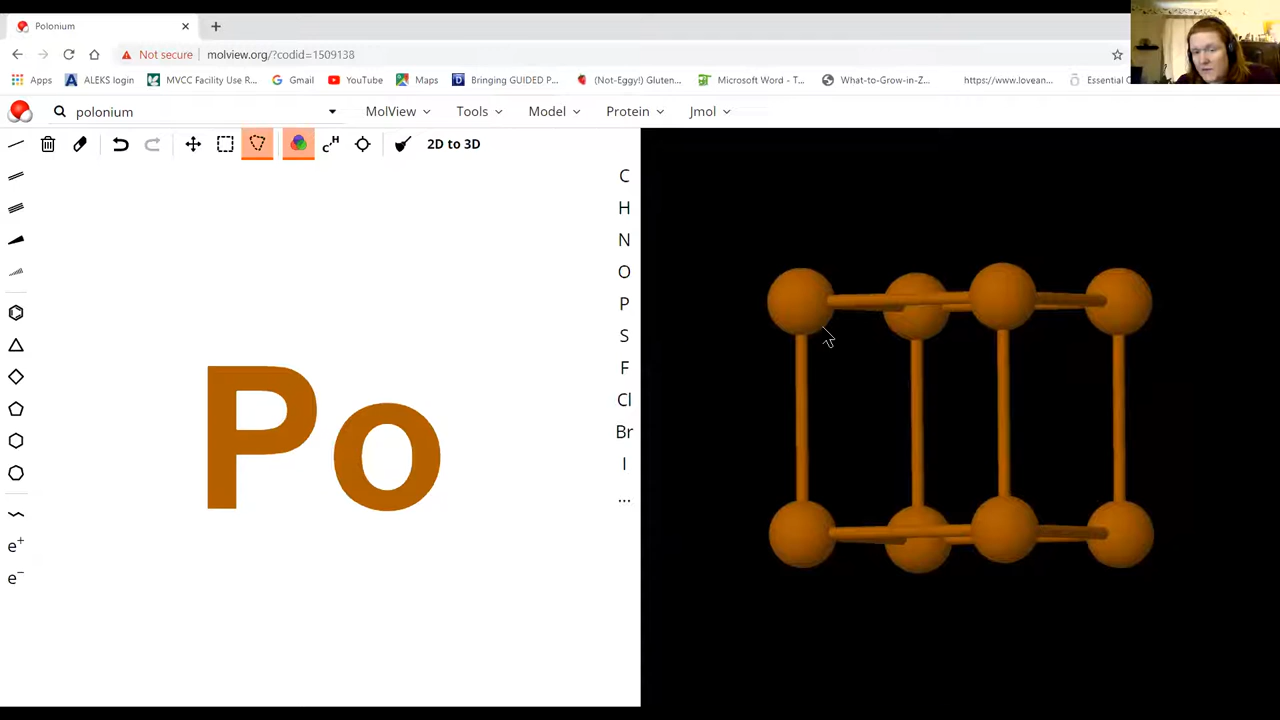 Polonium
Not secure molview.org/?codid=1509138
Apps ALEKS login MVCC Facility Use R... Gmail YouTube Maps Bringing GUIDED P... (Not-Eggy!) Gluten... Microsoft Word - T... What-to-Grow-in-Z... https://www.lovean... Essential C
polonium MolView Tools Model Protein Jmol
C H 2D to 3D
C
H
N
O
P
S
F
Cl
Br
I
...
Po
e+
e−